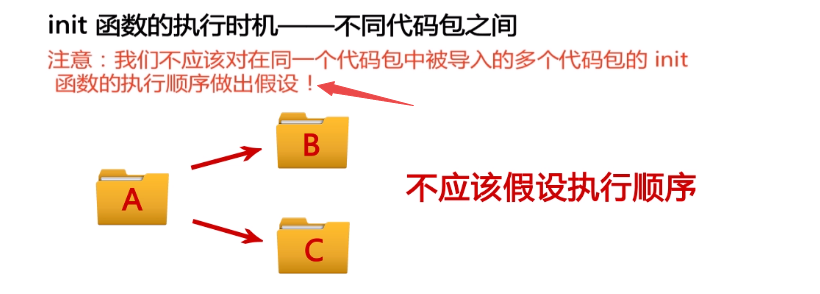 init 函数的执行时机——不同代码包之间
注意：我们不应该对在同一个代码包中被导入的多个代码包的 init
函数的执行顺序做出假设！
B
A
不应该假设执行顺序
C